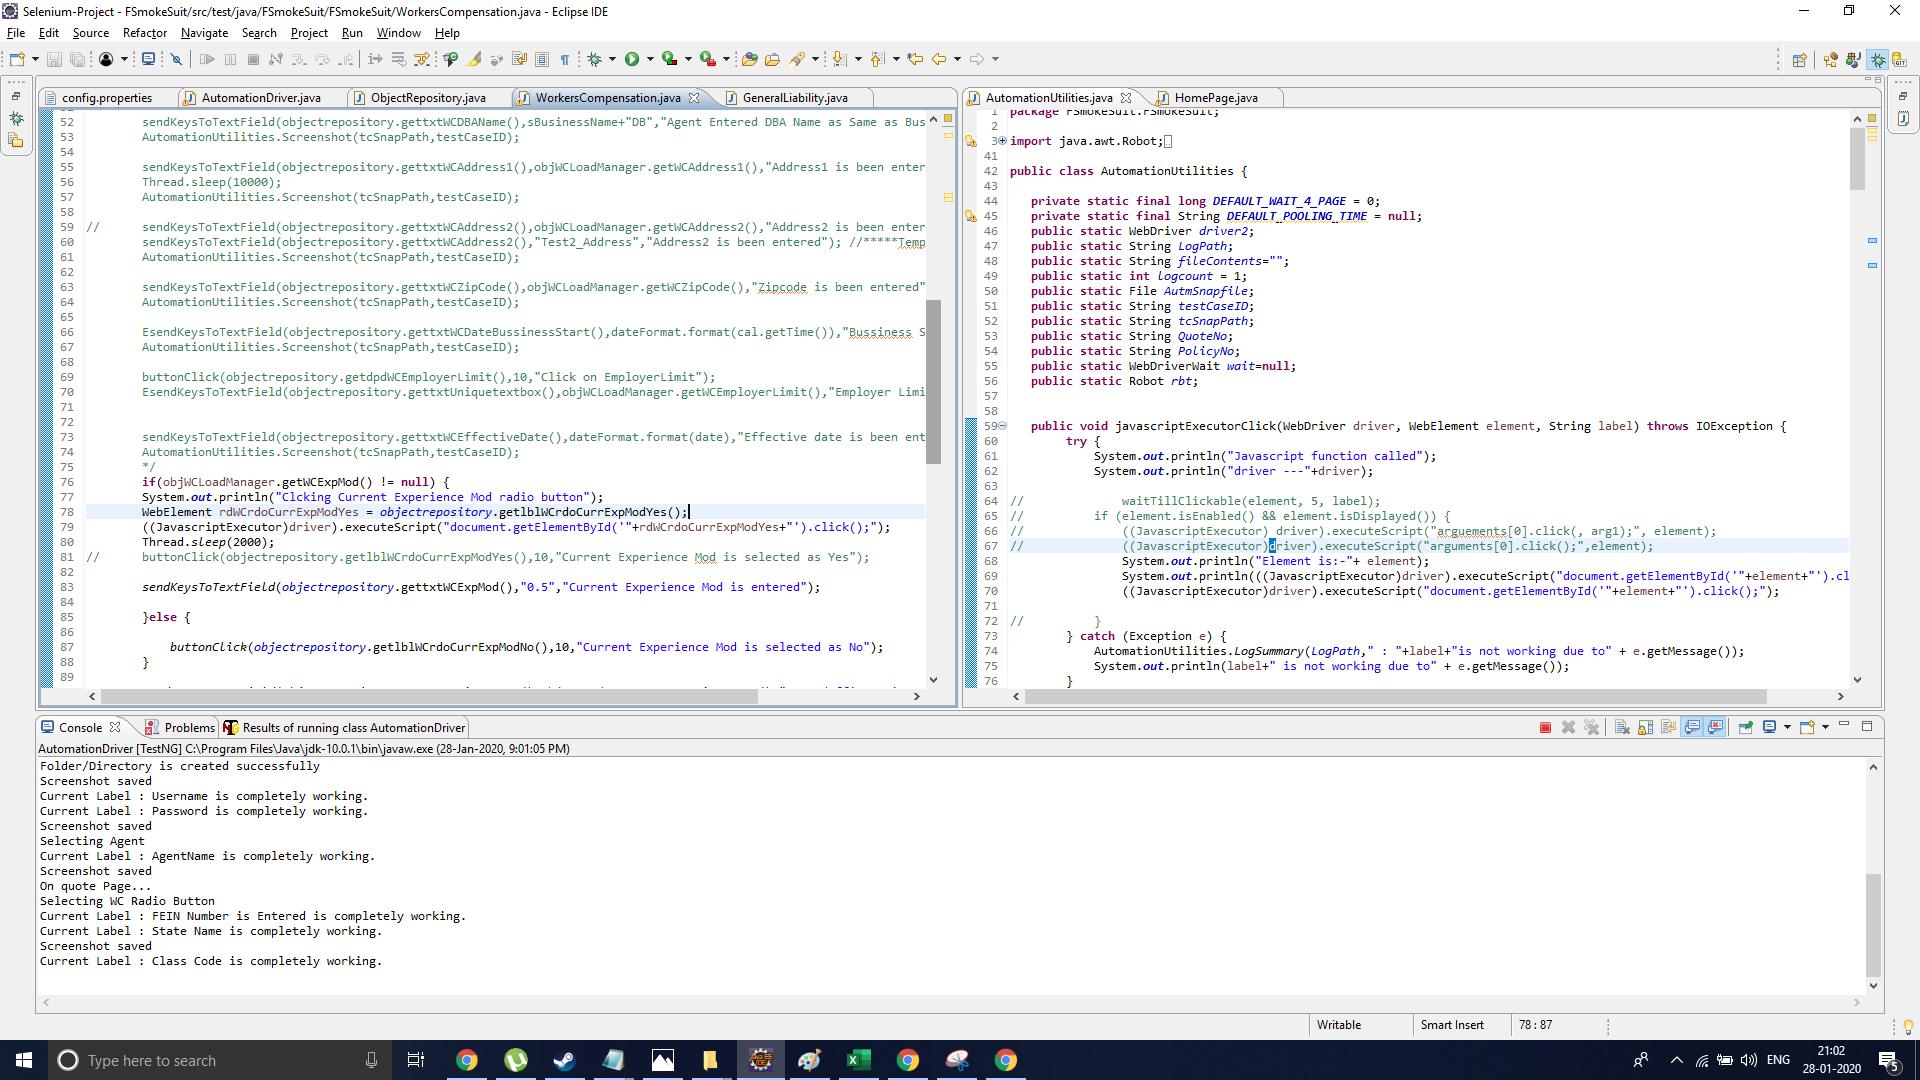 Selenium-Project - FSmokeSuit/src/test/java/FSmokeSuit/FSmokeSuit/WorkersCompensation.java - Eclipse IDE
File Edit Source Refactor Navigate Search Project Run Window Help
config.properties AutomationDriver.java ObjectRepository.java WorkersCompensation.java GeneralLiability.java
52 sendKeysToTextField(objectrepository.gettxtWCDBAName(),sBusinessName+"DB","Agent Entered DBA Name as Same as Bus
53 AutomationUtilities.Screenshot(tcSnapPath,testCaseID);
54
55 sendKeysToTextField(objectrepository.gettxtWCAddress1(),objWCLoadManager.getWCAddress1(),"Address1 is been enter
56 Thread.sleep(10000);
57 AutomationUtilities.Screenshot(tcSnapPath,testCaseID);
58
59 // sendKeysToTextField(objectrepository.gettxtWCAddress2(),objWCLoadManager.getWCAddress2(),"Address2 is been enter
60 sendKeysToTextField(objectrepository.gettxtWCAddress2(),"Test2_Address","Address2 is been entered"); //*****Temp
61 AutomationUtilities.Screenshot(tcSnapPath,testCaseID);
62
63 sendKeysToTextField(objectrepository.gettxtWCZipCode(),objWCLoadManager.getWCZipCode(),"Zipcode is been entered"
64 AutomationUtilities.Screenshot(tcSnapPath,testCaseID);
65
66 EsendKeysToTextField(objectrepository.gettxtWCDateBussinessStart(),dateFormat.format(cal.getTime()),"Bussiness S
67 AutomationUtilities.Screenshot(tcSnapPath,testCaseID);
68
69 buttonClick(objectrepository.getdpdWCEmployerLimit(),10,"Click on EmployerLimit");
70 EsendKeysToTextField(objectrepository.gettxtUniquetextbox(),objWCLoadManager.getWCEmployerLimit(),"Employer Limi
71
72
73 sendKeysToTextField(objectrepository.gettxtWCEffectiveDate(),dateFormat.format(date),"Effective date is been ent
74 AutomationUtilities.Screenshot(tcSnapPath,testCaseID);
75 */
76 if(objWCLoadManager.getWCExpMod() != null) {
77 System.out.println("Clcking Current Experience Mod radio button");
78 WebElement rdWCrdoCurrExpModYes = objectrepository.getlblWCrdoCurrExpModYes();
79 ((JavascriptExecutor)driver).executeScript("document.getElementById('"+rdWCrdoCurrExpModYes+"').click();");
80 Thread.sleep(2000);
81 // buttonClick(objectrepository.getlblWCrdoCurrExpModYes(),10,"Current Experience Mod is selected as Yes");
82
83 sendKeysToTextField(objectrepository.gettxtWCExpMod(),"0.5","Current Experience Mod is entered");
84
85 }else {
86
87 buttonClick(objectrepository.getlblWCrdoCurrExpModNo(),10,"Current Experience Mod is selected as No");
88 }
89
AutomationUtilities.java HomePage.java
1 package FSmokeSuit.FSmokeSuit;
2
3 import java.awt.Robot;
41
42 public class AutomationUtilities {
43
44 private static final long DEFAULT_WAIT_4_PAGE = 0;
45 private static final String DEFAULT_POOLING_TIME = null;
46 public static WebDriver driver2;
47 public static String LogPath;
48 public static String fileContents="";
49 public static int logcount = 1;
50 public static File AutmSnapfile;
51 public static String testCaseID;
52 public static String tcSnapPath;
53 public static String QuoteNo;
54 public static String PolicyNo;
55 public static WebDriverWait wait=null;
56 public static Robot rbt;
57
58
59 public void javascriptExecutorClick(WebDriver driver, WebElement element, String label) throws IOException {
60 try {
61 System.out.println("Javascript function called");
62 System.out.println("driver ---"+driver);
63
64 // waitTillClickable(element, 5, label);
65 // if (element.isEnabled() && element.isDisplayed()) {
66 // ((JavascriptExecutor) driver).executeScript("arguements[0].click(, arg1);", element);
67 // ((JavascriptExecutor)driver).executeScript("arguments[0].click();",element);
68 System.out.println("Element is:-"+ element);
69 System.out.println(((JavascriptExecutor)driver).executeScript("document.getElementById('"+element+"').cl
70 ((JavascriptExecutor)driver).executeScript("document.getElementById('"+element+"').click();");
71
72 // }
73 } catch (Exception e) {
74 AutomationUtilities.LogSummary(LogPath," : "+label+"is not working due to" + e.getMessage());
75 System.out.println(label+" is not working due to" + e.getMessage());
76 }
Console Problems Results of running class AutomationDriver
AutomationDriver [TestNG] C:\Program Files\Java\jdk-10.0.1\bin\javaw.exe (28-Jan-2020, 9:01:05 PM)
Folder/Directory is created successfully
Screenshot saved
Current Label : Username is completely working.
Current Label : Password is completely working.
Screenshot saved
Selecting Agent
Current Label : AgentName is completely working.
Screenshot saved
On quote Page...
Selecting WC Radio Button
Current Label : FEIN Number is Entered is completely working.
Current Label : State Name is completely working.
Screenshot saved
Current Label : Class Code is completely working.
Writable Smart Insert 78 : 87
Type here to search
ENG
21:02
28-01-2020
5